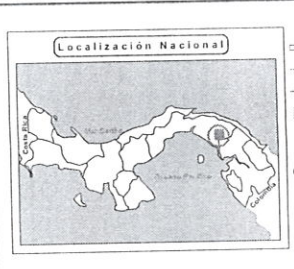 Localización Nacional
Mar Caribe
Costa Rica
Océano Pacífico
Colombia